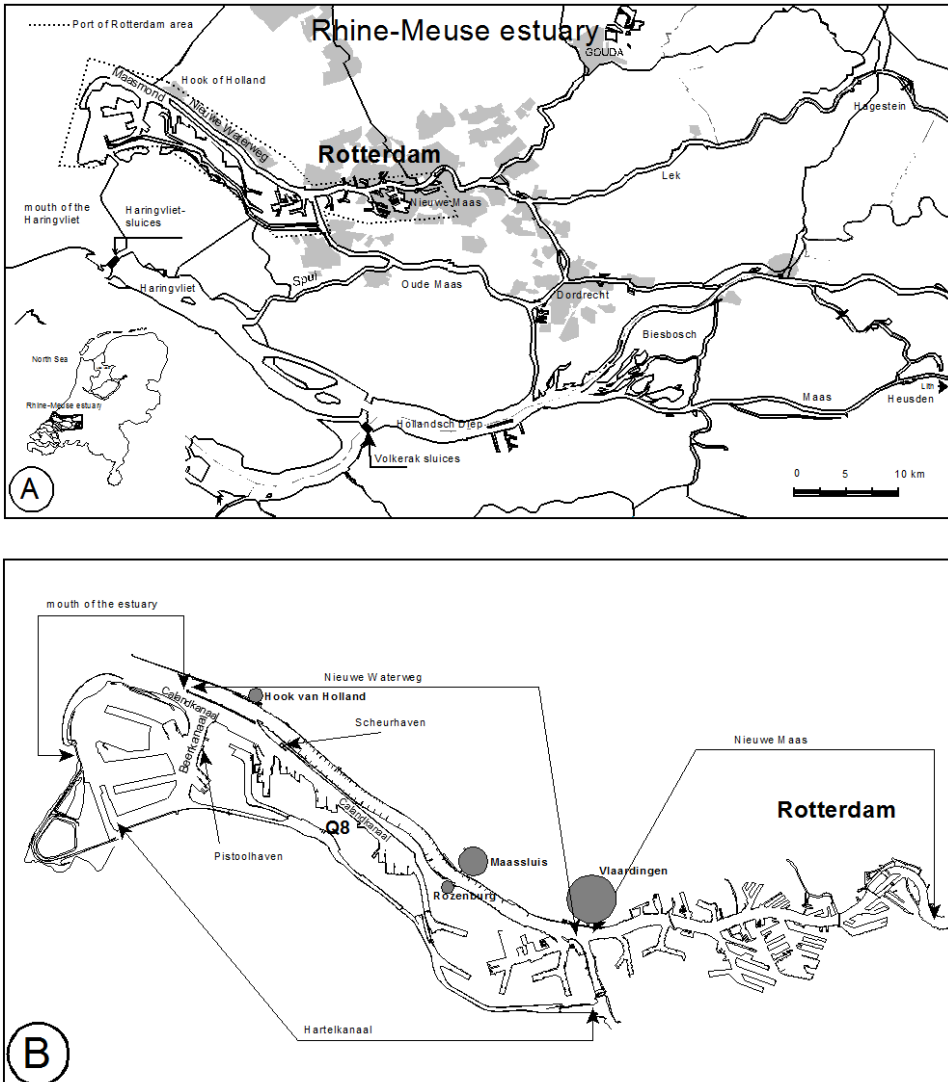 Port of Rotterdam area
Rhine-Meuse estuary
GOUDA
Hook of Holland
Maasmond
Nieuwe Waterweg
Hagestein
Rotterdam
Lek
Nieuwe Maas
mouth of the
Haringvliet
Haringvliet-
sluices
Spui
Haringvliet
Oude Maas
Dordrecht
Biesbosch
North Sea
Rhine-Meuse estuary
Maas
Lith
Heusden
Hollandsch Diep
Volkerak sluices
0 5 10 km
A
mouth of the estuary
Nieuwe Waterweg
Hook van Holland
Calandkanaal
Scheurhaven
Beerkanaal
Nieuwe Maas
Rotterdam
Calandkanaal
Q8
Pistoolhaven
Maassluis
Vlaardingen
Rozenburg
Hartelkanaal
B